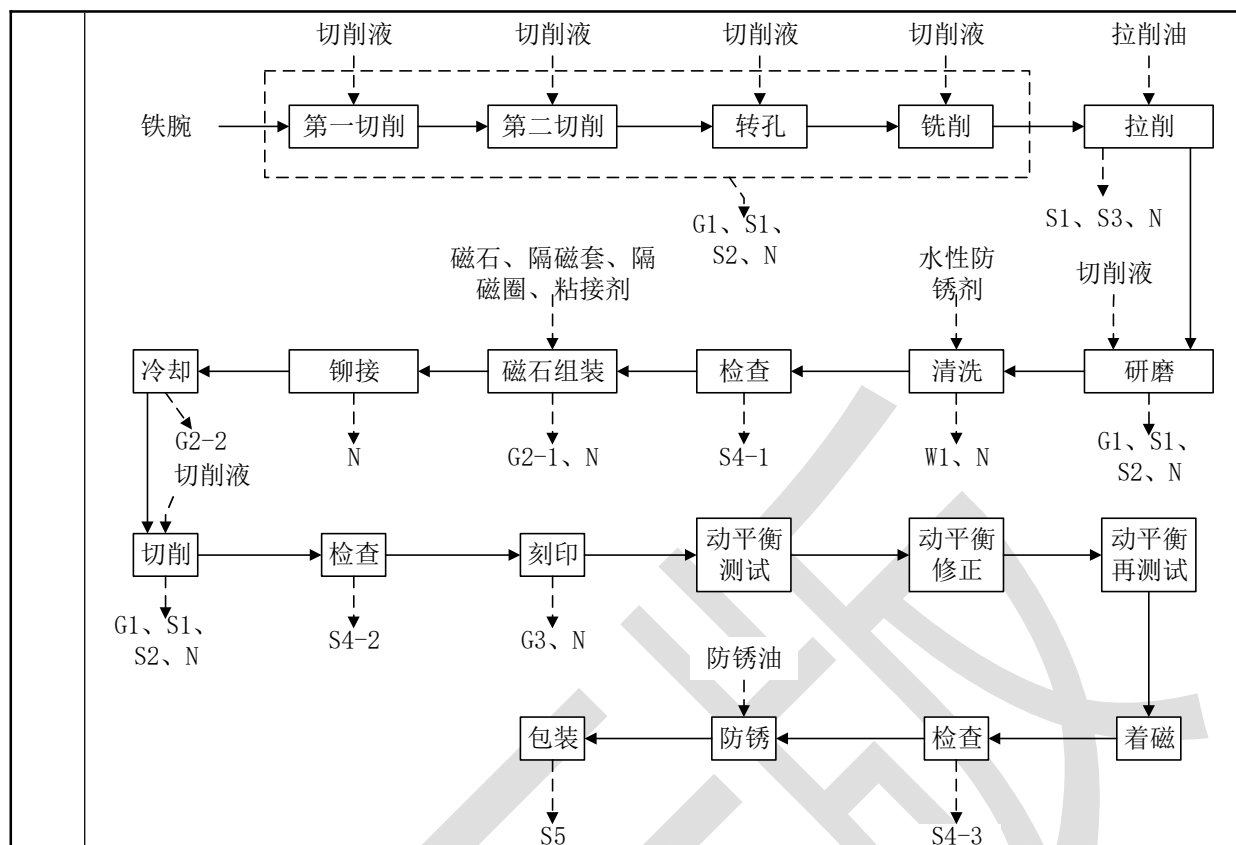 切削液 切削液 切削液 切削液 拉削油
铁腕 第一切削 第二切削 转孔 铣削 拉削
G1、S1、
S2、N
S1、S3、N
磁石、隔磁套、隔
磁圈、粘接剂
水性防
锈剂
切削液
冷却 铆接 磁石组装 检查 清洗 研磨
G2-2 N G2-1、N S4-1 W1、N G1、S1、
S2、N
切削液
切削 检查 刻印 动平衡
测试
动平衡
修正
动平衡
再测试
G1、S1、
S2、N
S4-2 G3、N
防锈油
包装 防锈 检查 着磁
S5 S4-3
版